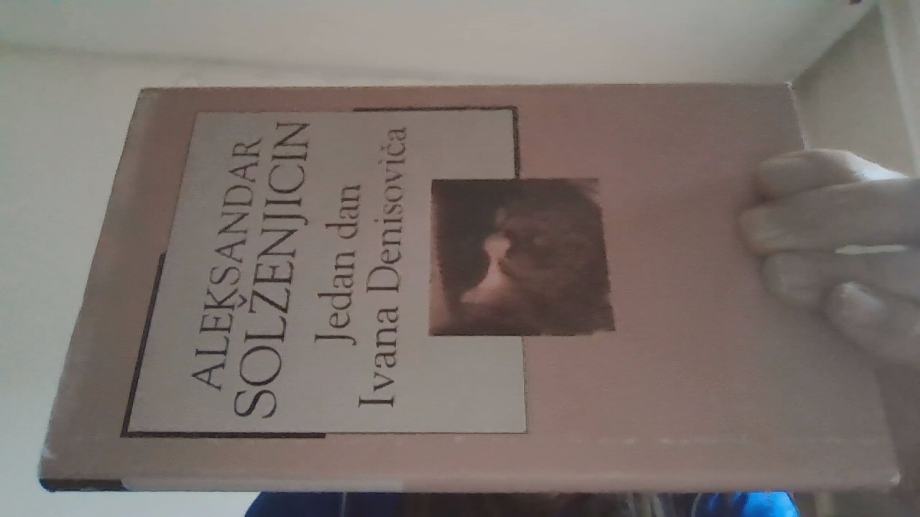 ALEKSANDAR
SOLŽENJICIN
Jedan dan
Ivana Denisoviča